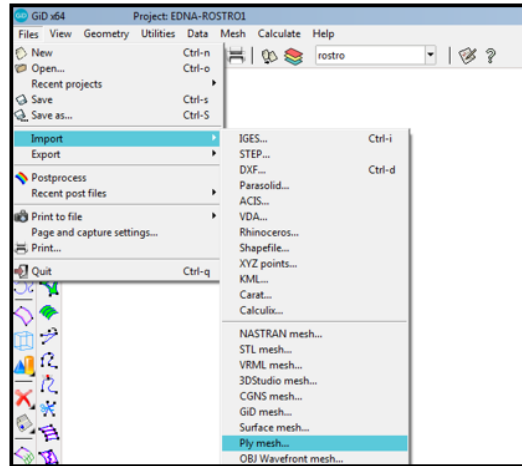 GiD x64 Project: EDNA-ROSTRO1
Files View Geometry Utilities Data Mesh Calculate Help
rostro
New Ctrl-n
Open... Ctrl-o
Recent projects
Save Ctrl-s
Save as... Ctrl-S
Import
Export
Postprocess
Recent post files
Print to file
Page and capture settings...
Print...
Quit Ctrl-q
IGES... Ctrl-i
STEP...
DXF... Ctrl-d
Parasolid...
ACIS...
VDA...
Rhinoceros...
Shapefile...
XYZ points...
KML...
Carat...
Calculix...
NASTRAN mesh...
STL mesh...
VRML mesh...
3DStudio mesh...
CGNS mesh...
GiD mesh...
Surface mesh...
Ply mesh...
OBJ Wavefront mesh...